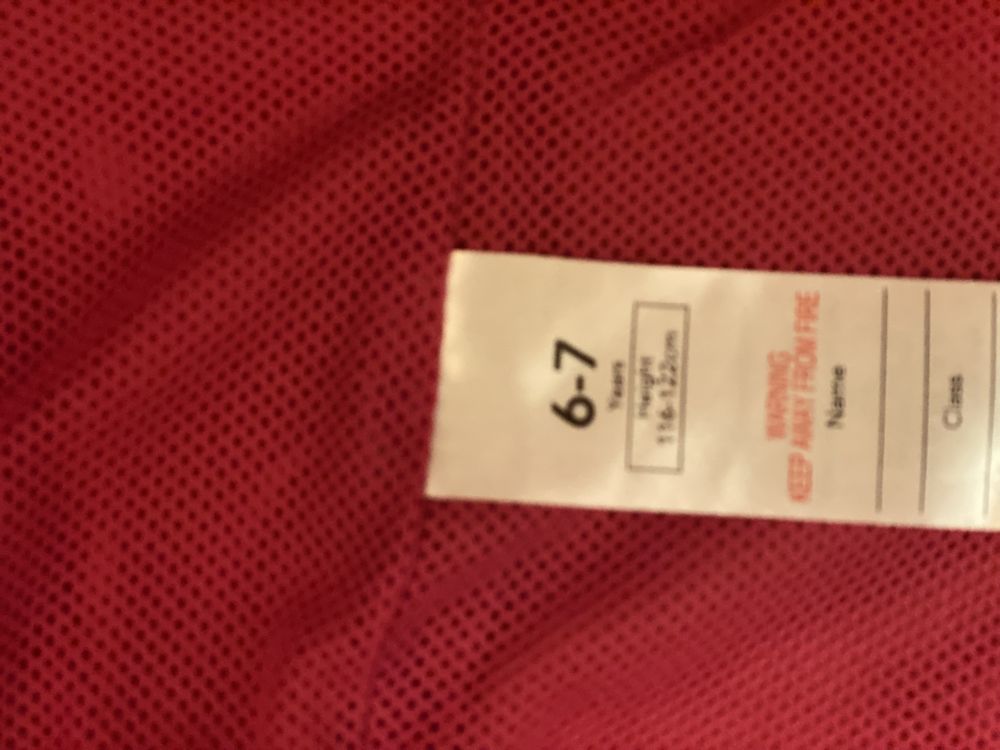 6-7
Years
Height
116-122cm
WARNING
KEEP AWAY FROM FIRE
Name
Class